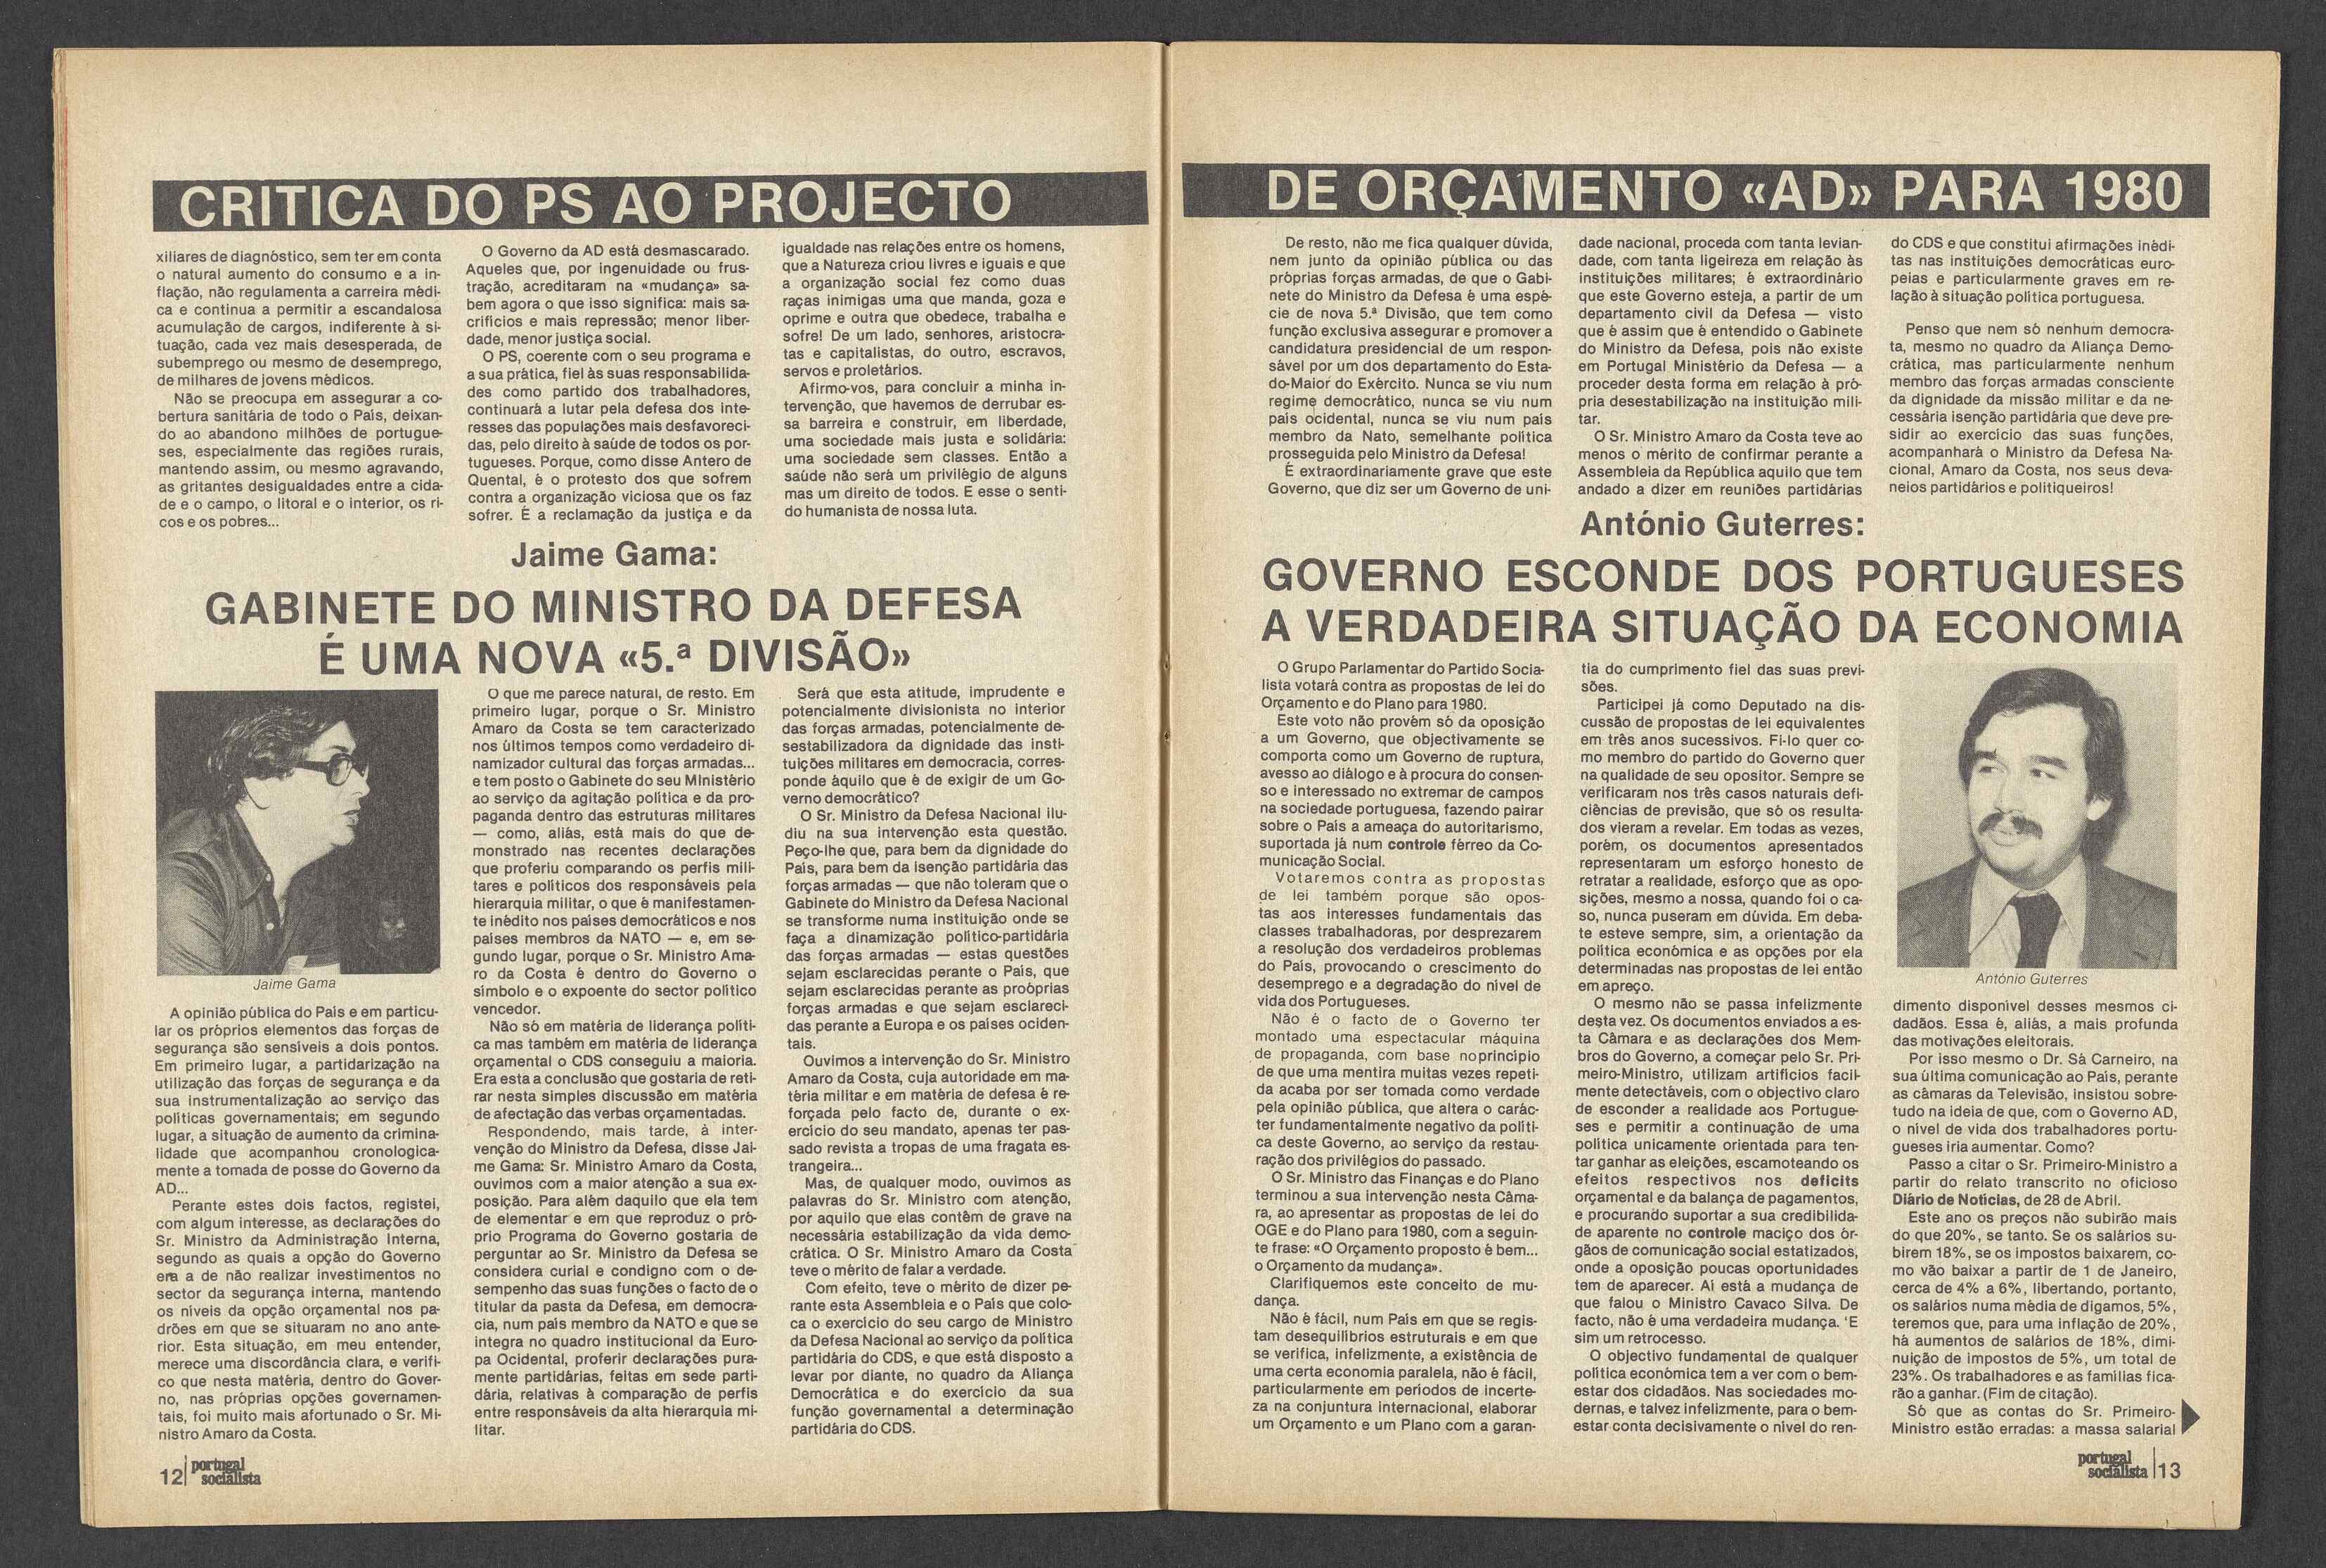 CRITICA DO PS AO PROJECTO
xiliares de diagnóstico, sem ter em conta
o natural aumento do consumo e a in-
flação, não regulamenta a carreira médi-
ca e continua a permitir a escandalosa
acumulação de cargos, indiferente à si-
tuação, cada vez mais desesperada, de
subemprego ou mesmo de desemprego,
de milhares de jovens médicos.
Não se preocupa em assegurar a co-
bertura sanitária de todo o País, deixan-
do ao abandono milhões de portugue-
ses, especialmente das regiões rurais,
mantendo assim, ou mesmo agravando,
as gritantes desigualdades entre a cida-
de e o campo, o litoral e o interior, os ri-
cos e os pobres...
O Governo da AD está desmascarado.
Aqueles que, por ingenuidade ou frus-
tração, acreditaram na «mudança» sa-
bem agora o que isso significa: mais sa-
crifícios e mais repressão; menor liber-
dade, menor justiça social.
O PS, coerente com o seu programa e
a sua prática, fiel às suas responsabilida-
des como partido dos trabalhadores,
continuará a lutar pela defesa dos inte-
resses das populações mais desfavoreci-
das, pelo direito à saúde de todos os por-
tugueses. Porque, como disse Antero de
Quental, é o protesto dos que sofrem
contra a organização viciosa que os faz
sofrer. É a reclamação da justiça e da
igualdade nas relações entre os homens,
que a Natureza criou livres e iguais e que
a organização social fez como duas
raças inimigas uma que manda, goza e
oprime e outra que obedece, trabalha e
sofre! De um lado, senhores, aristocra-
tas e capitalistas, do outro, escravos,
servos e proletários.
Afirmo-vos, para concluir a minha in-
tervenção, que havemos de derrubar es-
sa barreira e construir, em liberdade,
uma sociedade mais justa e solidária:
uma sociedade sem classes. Então a
saúde não será um privilégio de alguns
mas um direito de todos. E esse o senti-
do humanista de nossa luta.
Jaime Gama:
GABINETE DO MINISTRO DA DEFESA
É UMA NOVA «5.ª DIVISÃO»
Jaime Gama
A opinião pública do País e em particu-
lar os próprios elementos das forças de
segurança são sensíveis a dois pontos.
Em primeiro lugar, a partidarização na
utilização das forças de segurança e da
sua instrumentalização ao serviço das
políticas governamentais; em segundo
lugar, a situação de aumento da crimina-
lidade que acompanhou cronologica-
mente a tomada de posse do Governo da
AD...
Perante estes dois factos, registei,
com algum interesse, as declarações do
Sr. Ministro da Administração Interna,
segundo as quais a opção do Governo
era a de não realizar investimentos no
sector da segurança interna, mantendo
os níveis da opção orçamental nos pa-
drões em que se situaram no ano ante-
rior. Esta situação, em meu entender,
merece uma discordância clara, e verifi-
co que nesta matéria, dentro do Gover-
no, nas próprias opções governamen-
tais, foi muito mais afortunado o Sr. Mi-
nistro Amaro da Costa.
O que me parece natural, de resto. Em
primeiro lugar, porque o Sr. Ministro
Amaro da Costa se tem caracterizado
nos últimos tempos como verdadeiro di-
namizador cultural das forças armadas...
e tem posto o Gabinete do seu Ministério
ao serviço da agitação política e da pro-
paganda dentro das estruturas militares
— como, aliás, está mais do que de-
monstrado nas recentes declarações
que proferiu comparando os perfis mili-
tares e políticos dos responsáveis pela
hierarquia militar, o que é manifestamen-
te inédito nos países democráticos e nos
países membros da NATO — e, em se-
gundo lugar, porque o Sr. Ministro Ama-
ro da Costa é dentro do Governo o
símbolo e o expoente do sector político
vencedor.
Não só em matéria de liderança políti-
ca mas também em matéria de liderança
orçamental o CDS conseguiu a maioria.
Era esta a conclusão que gostaria de reti-
rar nesta simples discussão em matéria
de afectação das verbas orçamentadas.
Respondendo, mais tarde, à inter-
venção do Ministro da Defesa, disse Jai-
me Gama: Sr. Ministro Amaro da Costa,
ouvimos com a maior atenção a sua ex-
posição. Para além daquilo que ela tem
de elementar e em que reproduz o pró-
prio Programa do Governo gostaria de
perguntar ao Sr. Ministro da Defesa se
considera curial e condigno com o de-
sempenho das suas funções o facto de o
titular da pasta da Defesa, em democra-
cia, num país membro da NATO e que se
integra no quadro institucional da Euro-
pa Ocidental, proferir declarações pura-
mente partidárias, feitas em sede parti-
dária, relativas à comparação de perfis
entre responsáveis da alta hierarquia mi-
litar.
Será que esta atitude, imprudente e
potencialmente divisionista no interior
das forças armadas, potencialmente de-
sestabilizadora da dignidade das insti-
tuições militares em democracia, corres-
ponde àquilo que é de exigir de um Go-
verno democrático?
O Sr. Ministro da Defesa Nacional ilu-
diu na sua intervenção esta questão.
Peço-lhe que, para bem da dignidade do
País, para bem da isenção partidária das
forças armadas — que não toleram que o
Gabinete do Ministro da Defesa Nacional
se transforme numa instituição onde se
faça a dinamização político-partidária
das forças armadas — estas questões
sejam esclarecidas perante o País, que
sejam esclarecidas perante as proóprias
forças armadas e que sejam esclareci-
das perante a Europa e os países ociden-
tais.
Ouvimos a intervenção do Sr. Ministro
Amaro da Costa, cuja autoridade em ma-
téria militar e em matéria de defesa é re-
forçada pelo facto de, durante o ex-
ercício do seu mandato, apenas ter pas-
sado revista a tropas de uma fragata es-
trangeira...
Mas, de qualquer modo, ouvimos as
palavras do Sr. Ministro com atenção,
por aquilo que elas contêm de grave na
necessária estabilização da vida demo-
crática. O Sr. Ministro Amaro da Costa
teve o mérito de falar a verdade.
Com efeito, teve o mérito de dizer pe-
rante esta Assembleia e o País que colo-
ca o exercício do seu cargo de Ministro
da Defesa Nacional ao serviço da política
partidária do CDS, e que está disposto a
levar por diante, no quadro da Aliança
Democrática e do exercício da sua
função governamental a determinação
partidária do CDS.
12 portugal
socialista
DE ORÇAMENTO «AD» PARA 1980
De resto, não me fica qualquer dúvida,
nem junto da opinião pública ou das
próprias forças armadas, de que o Gabi-
nete do Ministro da Defesa é uma espé-
cie de nova 5.ª Divisão, que tem como
função exclusiva assegurar e promover a
candidatura presidencial de um respon-
sável por um dos departamento do Esta-
do-Maior do Exército. Nunca se viu num
regime democrático, nunca se viu num
país ocidental, nunca se viu num país
membro da Nato, semelhante política
prosseguida pelo Ministro da Defesa!
É extraordinariamente grave que este
Governo, que diz ser um Governo de uni-
dade nacional, proceda com tanta levian-
dade, com tanta ligeireza em relação às
instituições militares; é extraordinário
que este Governo esteja, a partir de um
departamento civil da Defesa — visto
que é assim que é entendido o Gabinete
do Ministro da Defesa, pois não existe
em Portugal Ministério da Defesa — a
proceder desta forma em relação à pró-
pria desestabilização na instituição mili-
tar.
O Sr. Ministro Amaro da Costa teve ao
menos o mérito de confirmar perante a
Assembleia da República aquilo que tem
andado a dizer em reuniões partidárias
do CDS e que constitui afirmações inédi-
tas nas instituições democráticas euro-
peias e particularmente graves em re-
lação à situação política portuguesa.
Penso que nem só nenhum democra-
ta, mesmo no quadro da Aliança Demo-
crática, mas particularmente nenhum
membro das forças armadas consciente
da dignidade da missão militar e da ne-
cessária isenção partidária que deve pre-
sidir ao exercício das suas funções,
acompanhará o Ministro da Defesa Na-
cional, Amaro da Costa, nos seus deva-
neios partidários e politiqueiros!
António Guterres:
GOVERNO ESCONDE DOS PORTUGUESES
A VERDADEIRA SITUAÇÃO DA ECONOMIA
O Grupo Parlamentar do Partido Socia-
lista votará contra as propostas de lei do
Orçamento e do Plano para 1980.
Este voto não provém só da oposição
a um Governo, que objectivamente se
comporta como um Governo de ruptura,
avesso ao diálogo e à procura do consen-
so e interessado no extremar de campos
na sociedade portuguesa, fazendo pairar
sobre o País a ameaça do autoritarismo,
suportada já num controle férreo da Co-
municação Social.
Votaremos contra as propostas
de lei também porque são opos-
tas aos interesses fundamentais das
classes trabalhadoras, por desprezarem
a resolução dos verdadeiros problemas
do País, provocando o crescimento do
desemprego e a degradação do nível de
vida dos Portugueses.
Não é o facto de o Governo ter
montado uma espectacular máquina
de propaganda, com base noprincípio
de que uma mentira muitas vezes repeti-
da acaba por ser tomada como verdade
pela opinião pública, que altera o carác-
ter fundamentalmente negativo da políti-
ca deste Governo, ao serviço da restau-
ração dos privilégios do passado.
O Sr. Ministro das Finanças e do Plano
terminou a sua intervenção nesta Câma-
ra, ao apresentar as propostas de lei do
OGE e do Plano para 1980, com a seguin-
te frase: «O Orçamento proposto é bem...
o Orçamento da mudança».
Clarifiquemos este conceito de mu-
dança.
Não é fácil, num País em que se regis-
tam desequilíbrios estruturais e em que
se verifica, infelizmente, a existência de
uma certa economia paralela, não é fácil,
particularmente em períodos de incerte-
za na conjuntura internacional, elaborar
um Orçamento e um Plano com a garan-
tia do cumprimento fiel das suas previ-
sões.
Participei já como Deputado na dis-
cussão de propostas de lei equivalentes
em três anos sucessivos. Fi-lo quer co-
mo membro do partido do Governo quer
na qualidade de seu opositor. Sempre se
verificaram nos três casos naturais defi-
ciências de previsão, que só os resulta-
dos vieram a revelar. Em todas as vezes,
porém, os documentos apresentados
representaram um esforço honesto de
retratar a realidade, esforço que as opo-
sições, mesmo a nossa, quando foi o ca-
so, nunca puseram em dúvida. Em deba-
te esteve sempre, sim, a orientação da
política económica e as opções por ela
determinadas nas propostas de lei então
em apreço.
O mesmo não se passa infelizmente
desta vez. Os documentos enviados a es-
ta Câmara e as declarações dos Mem-
bros do Governo, a começar pelo Sr. Pri-
meiro-Ministro, utilizam artifícios facil-
mente detectáveis, com o objectivo claro
de esconder a realidade aos Portugue-
ses e permitir a continuação de uma
política unicamente orientada para ten-
tar ganhar as eleições, escamoteando os
efeitos respectivos nos deficits
orçamental e da balança de pagamentos,
e procurando suportar a sua credibilida-
de aparente no controle maciço dos ór-
gãos de comunicação social estatizados,
onde a oposição poucas oportunidades
tem de aparecer. Aí está a mudança de
que falou o Ministro Cavaco Silva. De
facto, não é uma verdadeira mudança. 'E
sim um retrocesso.
O objectivo fundamental de qualquer
política económica tem a ver com o bem-
estar dos cidadãos. Nas sociedades mo-
dernas, e talvez infelizmente, para o bem-
estar conta decisivamente o nível do ren-
António Guterres
dimento disponível desses mesmos ci-
dadãos. Essa é, aliás, a mais profunda
das motivações eleitorais.
Por isso mesmo o Dr. Sá Carneiro, na
sua última comunicação ao País, perante
as câmaras da Televisão, insistou sobre-
tudo na ideia de que, com o Governo AD,
o nível de vida dos trabalhadores portu-
gueses iria aumentar. Como?
Passo a citar o Sr. Primeiro-Ministro a
partir do relato transcrito no oficioso
Diário de Notícias, de 28 de Abril.
Este ano os preços não subirão mais
do que 20%, se tanto. Se os salários su-
birem 18%, se os impostos baixarem, co-
mo vão baixar a partir de 1 de Janeiro,
cerca de 4% a 6%, libertando, portanto,
os salários numa média de digamos, 5%,
teremos que, para uma inflação de 20%,
há aumentos de salários de 18%, dimi-
nuição de impostos de 5%, um total de
23%. Os trabalhadores e as famílias fica-
rão a ganhar. (Fim de citação).
Só que as contas do Sr. Primeiro-
Ministro estão erradas: a massa salarial
portugal
socialista 13